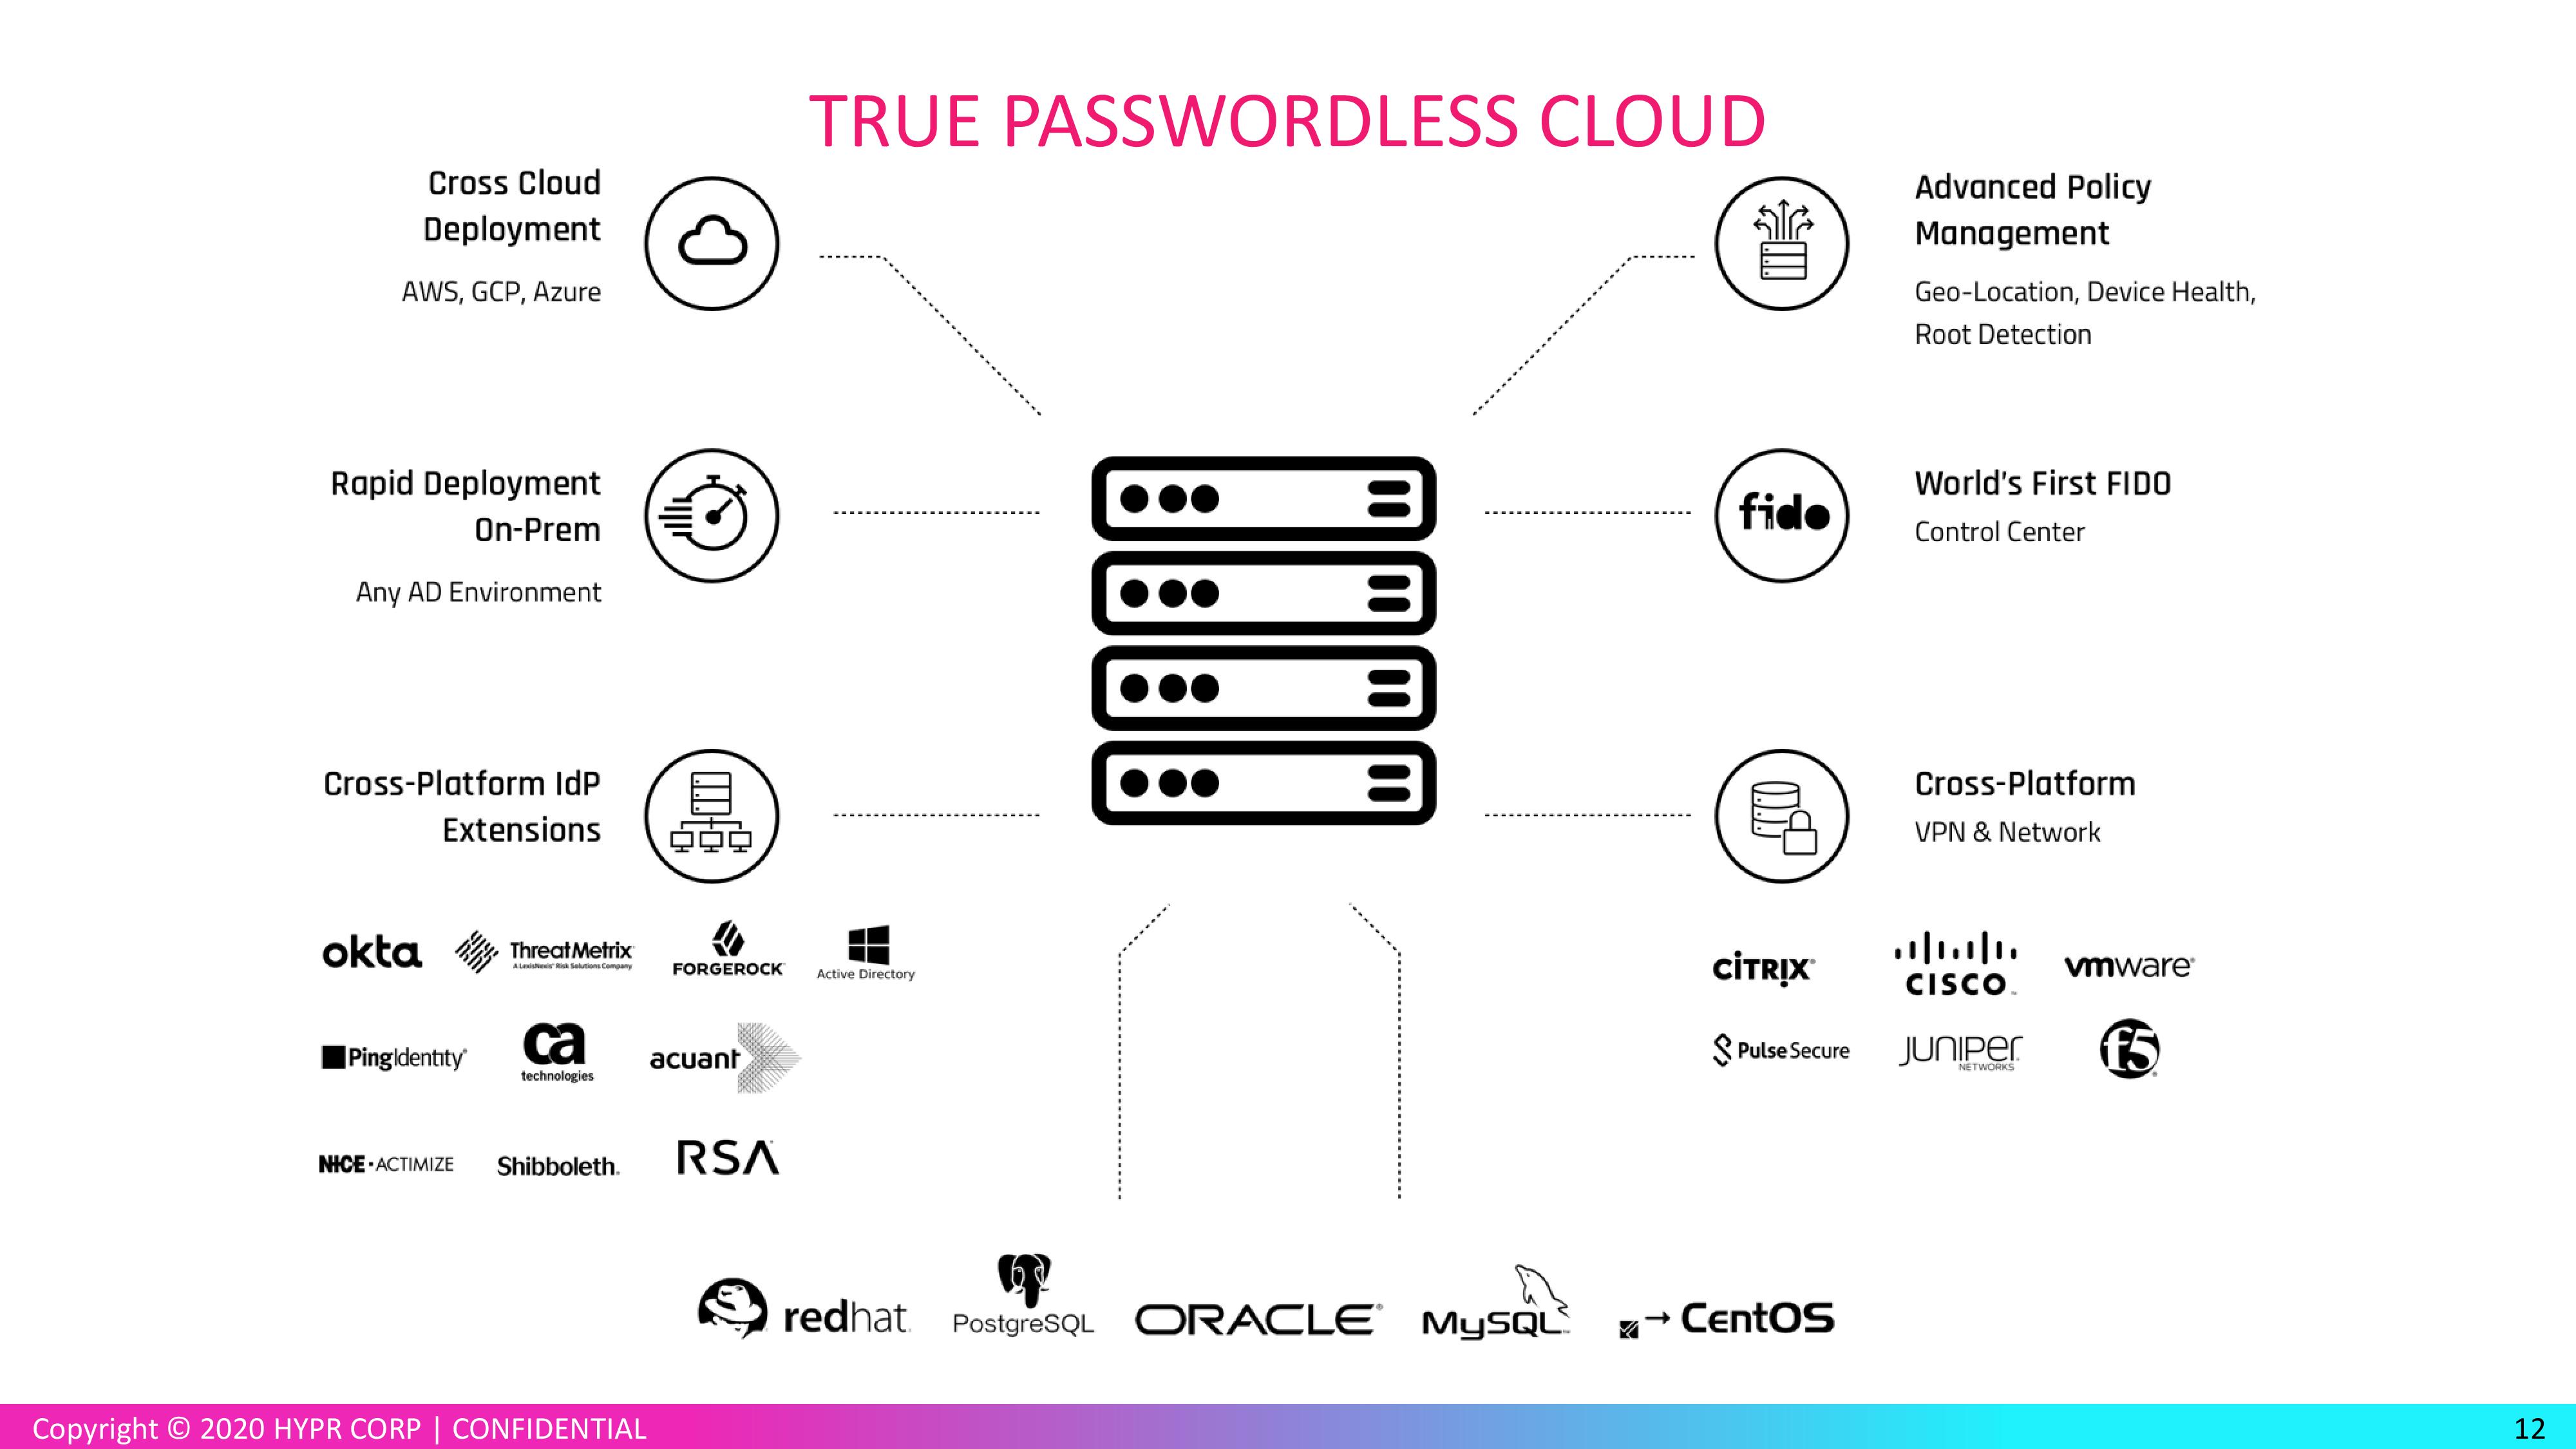 TRUE PASSWORDLESS CLOUD
Cross Cloud
Deployment
AWS, GCP, Azure
Advanced Policy
Management
Geo-Location, Device Health,
Root Detection
Rapid Deployment
On-Prem
Any AD Environment
fido
World's First FIDO
Control Center
Cross-Platform IdP
Extensions
Cross-Platform
VPN & Network
okta
ThreatMetrix
A LexisNexis® Risk Solutions Company
FORGEROCK
Active Directory
PingIdentity®
ca
technologies
acuant
NICE·ACTIMIZE
Shibboleth.
RSA
CITRIX®
CISCO™
vmware®
Pulse Secure
JUNIPER
NETWORKS
f5®
redhat.
PostgreSQL
ORACLE®
MySQL™
→ CentOS
Copyright © 2020 HYPR CORP | CONFIDENTIAL
12